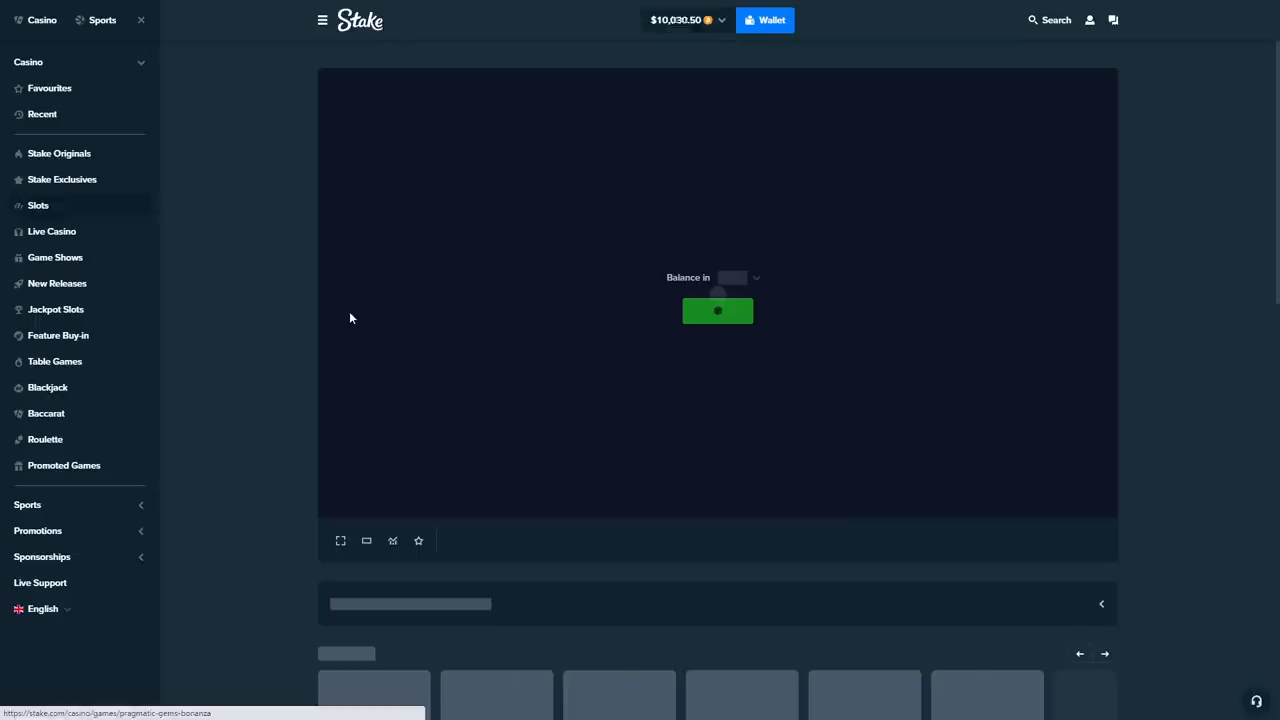 Casino
Sports
Stake
$10,030.50
Wallet
Search
Casino
Favourites
Recent
Stake Originals
Stake Exclusives
Slots
Live Casino
Game Shows
New Releases
Jackpot Slots
Feature Buy-in
Table Games
Blackjack
Baccarat
Roulette
Promoted Games
Sports
Promotions
Sponsorships
Live Support
English
Balance in
https://stake.com/casino/games/pragmatic-gems-bonanza